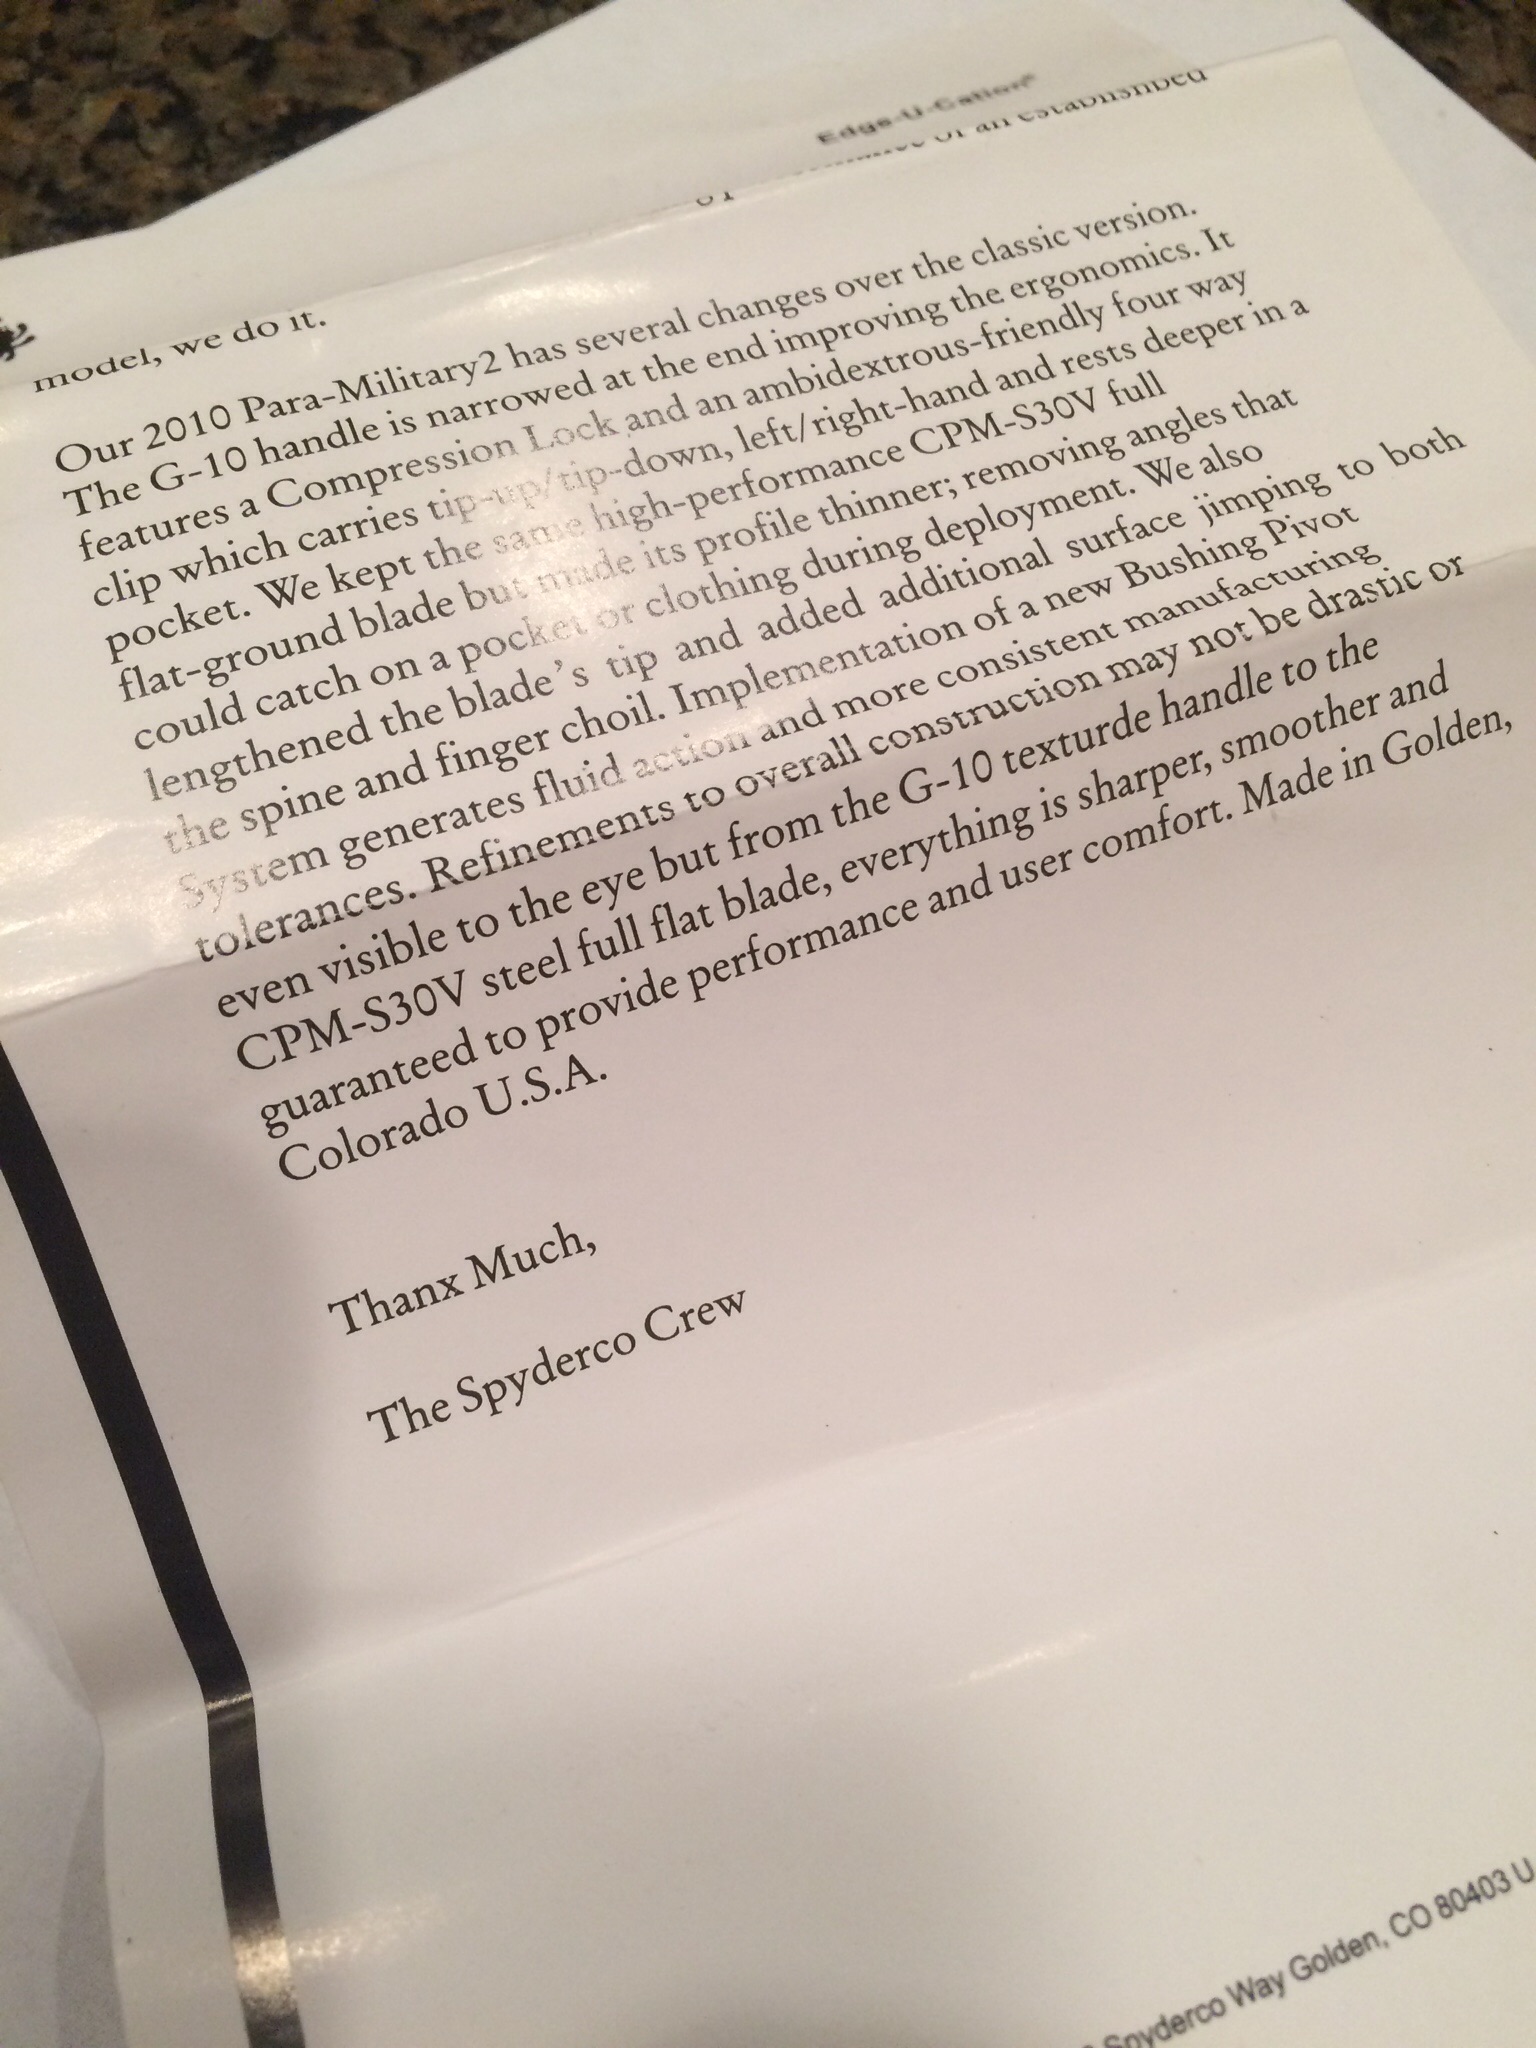 Edge-U-Cation®
of an established
model, we do it.
Our 2010 Para-Military2 has several changes over the classic version.
The G-10 handle is narrowed at the end improving the ergonomics. It
features a Compression Lock and an ambidextrous-friendly four way
clip which carries tip-up/tip-down, left/right-hand and rests deeper in a
pocket. We kept the same high-performance CPM-S30V full
flat-ground blade but made its profile thinner; removing angles that
could catch on a pocket or clothing during deployment. We also
lengthened the blade's tip and added additional surface jimping to both
the spine and finger choil. Implementation of a new Bushing Pivot
System generates fluid action and more consistent manufacturing
tolerances. Refinements to overall construction may not be drastic or
even visible to the eye but from the G-10 texturde handle to the
CPM-S30V steel full flat blade, everything is sharper, smoother and
guaranteed to provide performance and user comfort. Made in Golden,
Colorado U.S.A.
Thanx Much,
The Spyderco Crew
Spyderco Way Golden, CO 80403 U